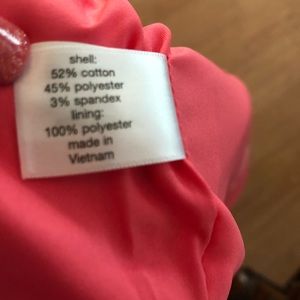 shell:
52% cotton
45% polyester
3% spandex
lining:
100% polyester
made in
Vietnam